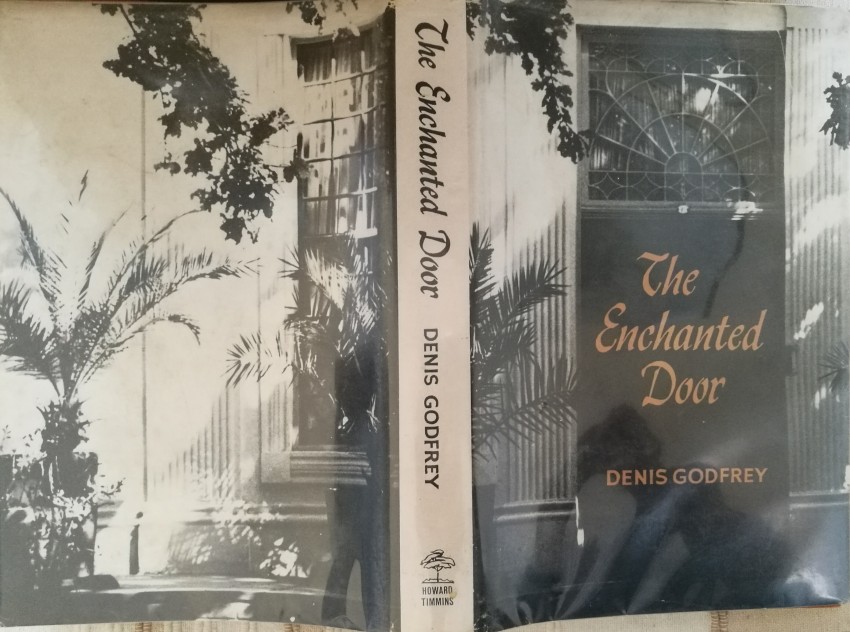 The Enchanted Door
DENIS GODFREY
HOWARD
TIMMINS
The
Enchanted
Door
DENIS GODFREY